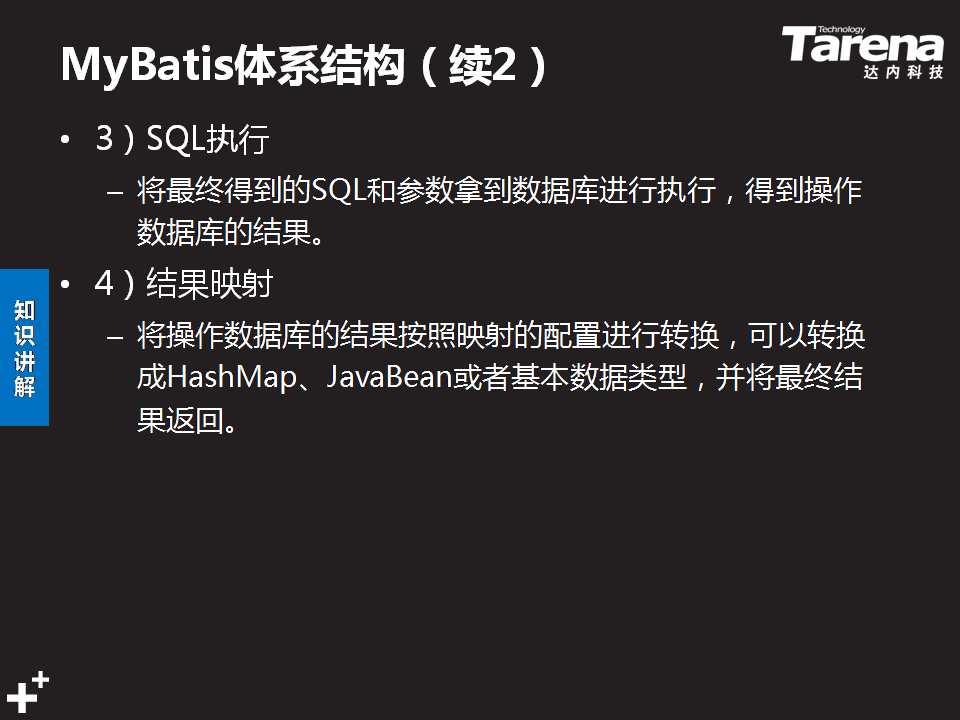 MyBatis体系结构（续2）
Technology
Tarena
达内科技
• 3）SQL执行
– 将最终得到的SQL和参数拿到数据库进行执行，得到操作
数据库的结果。
• 4）结果映射
– 将操作数据库的结果按照映射的配置进行转换，可以转换
成HashMap、JavaBean或者基本数据类型，并将最终结
果返回。
知
识
讲
解